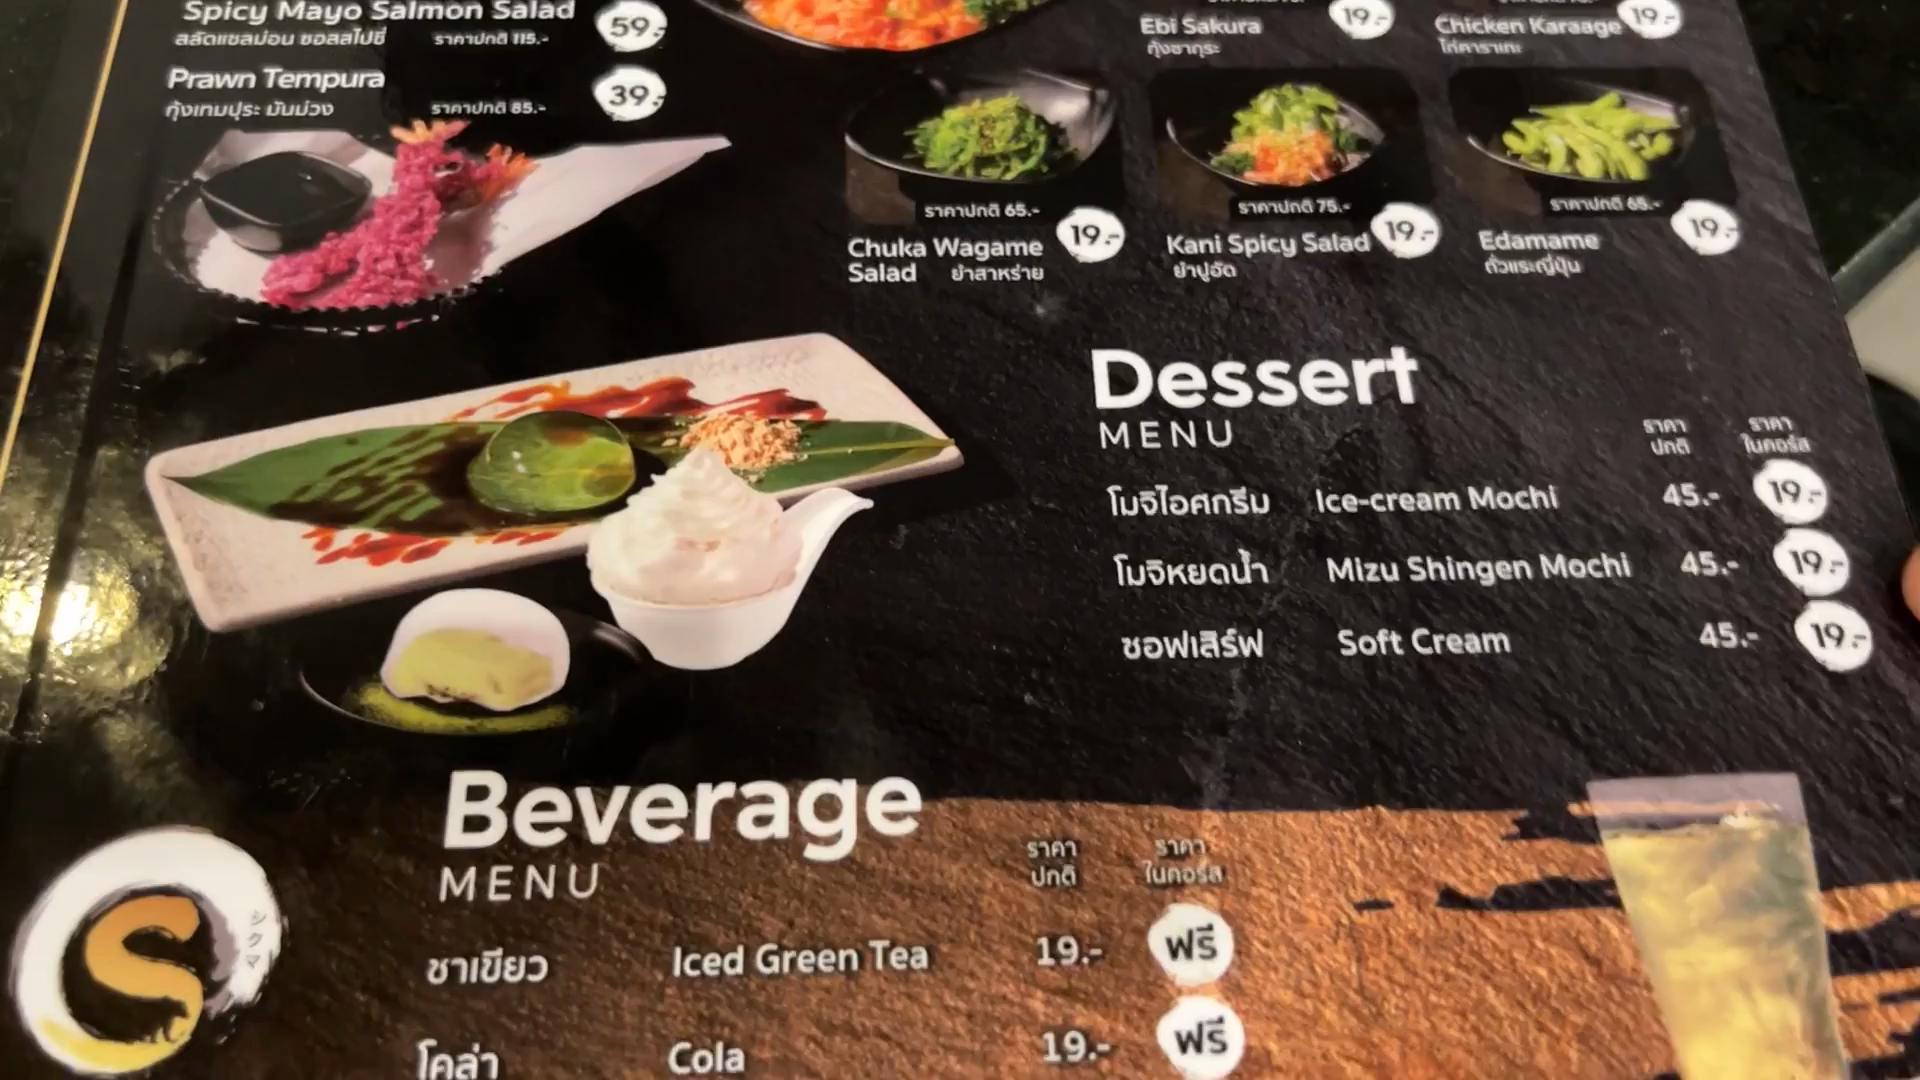 Spicy Mayo Salmon Salad
สลัดแซลม่อน ซอสสไปซี่ ราคาปกติ 115.- 59.-
Prawn Tempura
กุ้งเทมปุระ มันม่วง ราคาปกติ 85.- 39.-
Ebi Sakura 19.-
กุ้งซากุระ
Chicken Karaage 19.-
ไก่คาราเกะ
ราคาปกติ 65.-
Chuka Wagame 19.-
Salad ยำสาหร่าย
ราคาปกติ 75.-
Kani Spicy Salad 19.-
ยำปูอัด
ราคาปกติ 65.-
Edamame 19.-
ถั่วแระญี่ปุ่น
Dessert
MENU
ราคา ราคา
ปกติ ในคอร์ส
โมจิไอศกรีม Ice-cream Mochi 45.- 19.-
โมจิหยดน้ำ Mizu Shingen Mochi 45.- 19.-
ซอฟเสิร์ฟ Soft Cream 45.- 19.-
Beverage
MENU
ราคา ราคา
ปกติ ในคอร์ส
ชาเขียว Iced Green Tea 19.- ฟรี
โคล่า Cola 19.- ฟรี
S
シクマ